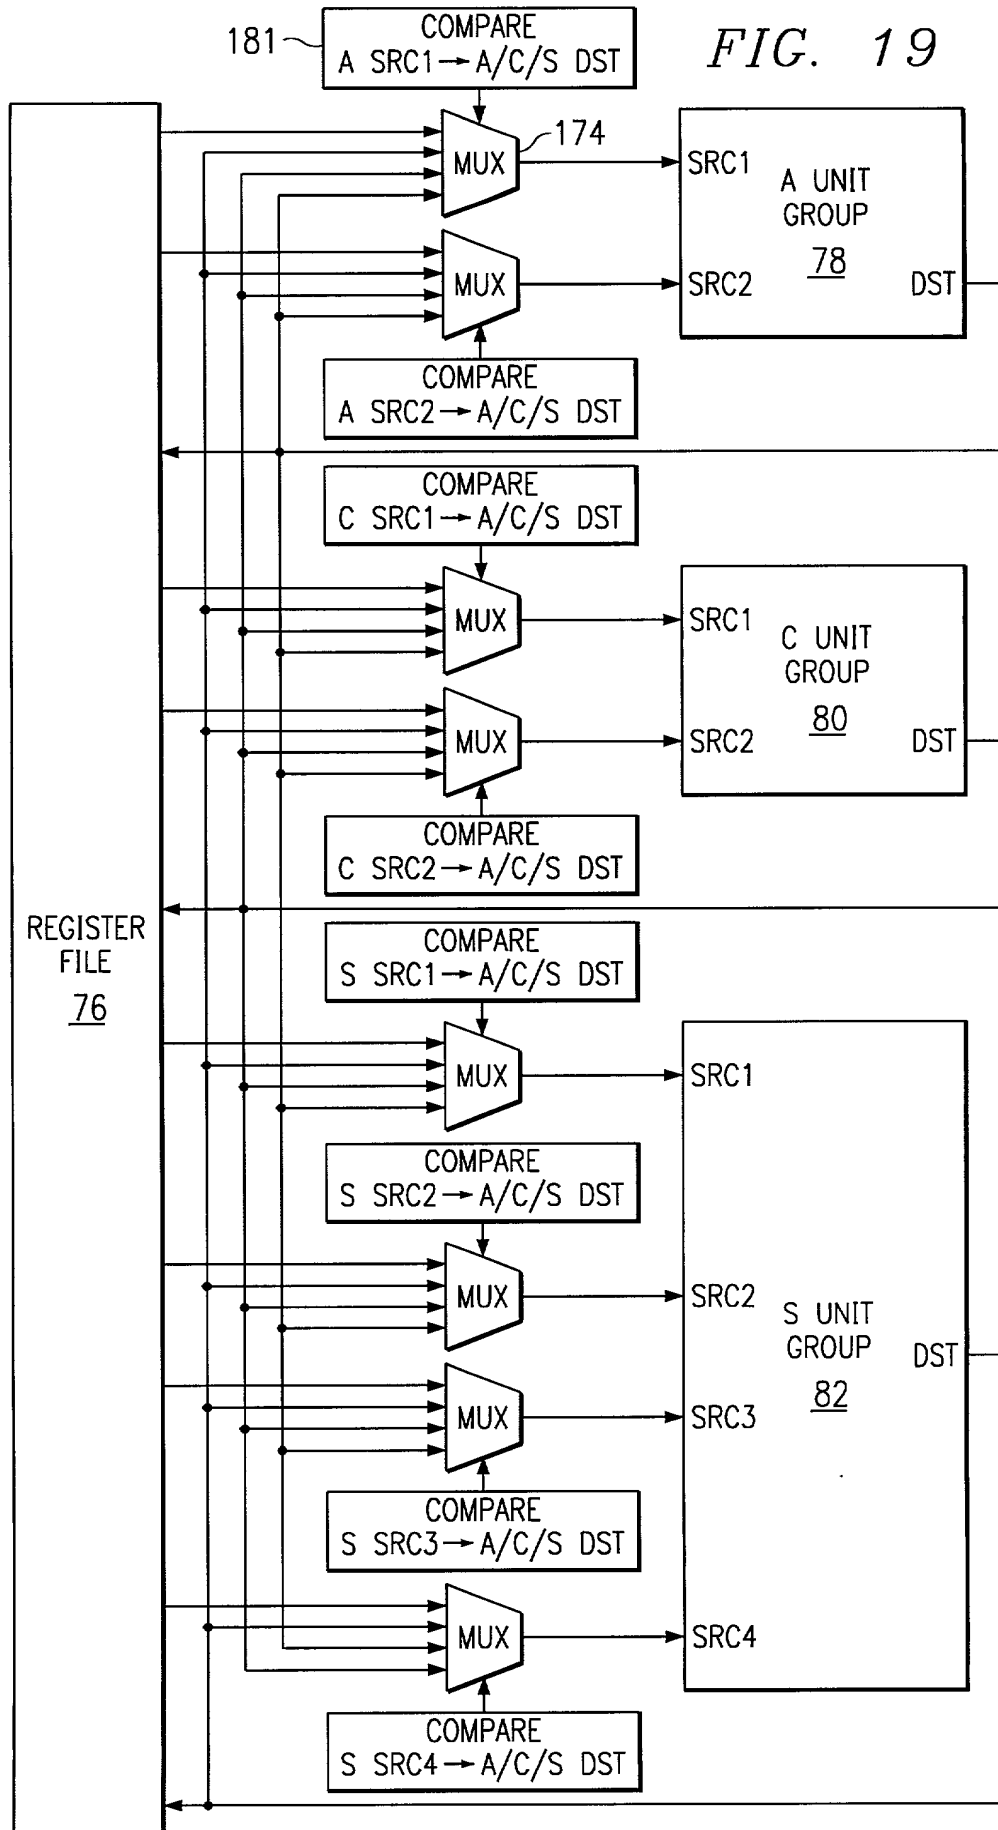 FIG. 19
181
COMPARE
A SRC1→A/C/S DST
174
MUX
SRC1
A UNIT
GROUP
78
MUX
SRC2
DST
COMPARE
A SRC2→A/C/S DST
COMPARE
C SRC1→A/C/S DST
MUX
SRC1
C UNIT
GROUP
80
MUX
SRC2
DST
COMPARE
C SRC2→A/C/S DST
REGISTER
FILE
76
COMPARE
S SRC1→A/C/S DST
MUX
SRC1
COMPARE
S SRC2→A/C/S DST
MUX
SRC2
S UNIT
GROUP
82
DST
MUX
SRC3
COMPARE
S SRC3→A/C/S DST
MUX
SRC4
COMPARE
S SRC4→A/C/S DST